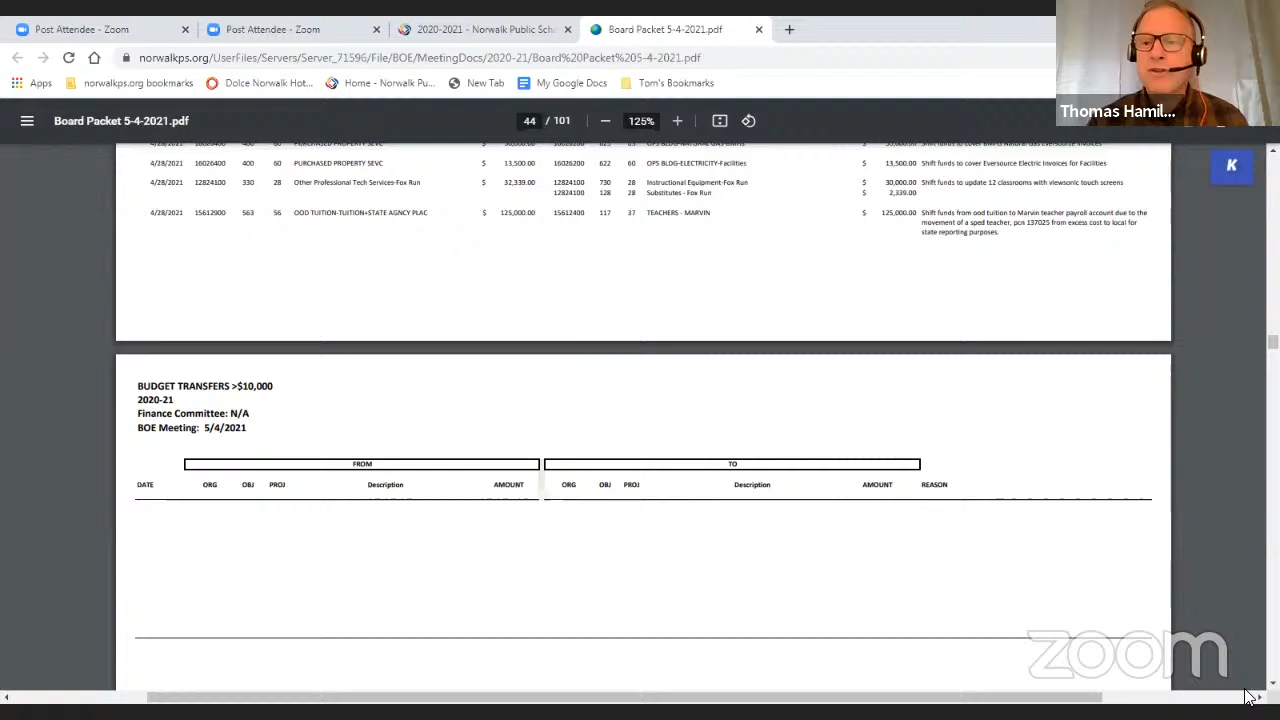 Post Attendee - Zoom
Post Attendee - Zoom
2020-2021 - Norwalk Public Sch
Board Packet 5-4-2021.pdf
norwalkps.org/UserFiles/Servers/Server_71596/File/BOE/MeetingDocs/2020-21/Board%20Packet%205-4-2021.pdf
Apps norwalkps.org bookmarks Dolce Norwalk Hot... Home - Norwalk Pu... New Tab My Google Docs Tom's Bookmarks
Thomas Hamil...
Board Packet 5-4-2021.pdf 44 / 101 125%
K
4/28/2021 16026400 400 60 PURCHASED PROPERTY SEVC $ 13,500.00 16026200 622 60 OPS BLDG-ELECTRICITY-Facilities $ 13,500.00 Shift funds to cover Eversource Electric Invoices for Facilities
4/28/2021 12824100 330 28 Other Professional Tech Services-Fox Run $ 32,339.00 12824100 730 28 Instructional Equipment-Fox Run $ 30,000.00 Shift funds to update 12 classrooms with viewsonic touch screens
12824100 128 28 Substitutes - Fox Run $ 2,339.00
4/28/2021 15612900 563 56 OOD TUITION-TUITION+STATE AGNCY PLAC $ 125,000.00 15612400 117 37 TEACHERS - MARVIN $ 125,000.00 Shift funds from ood tuition to Marvin teacher payroll account due to the
movement of a sped teacher, pcn 137025 from excess cost to local for
state reporting purposes.
BUDGET TRANSFERS >$10,000
2020-21
Finance Committee: N/A
BOE Meeting: 5/4/2021
FROM TO
DATE ORG OBJ PROJ Description AMOUNT ORG OBJ PROJ Description AMOUNT REASON
zoom